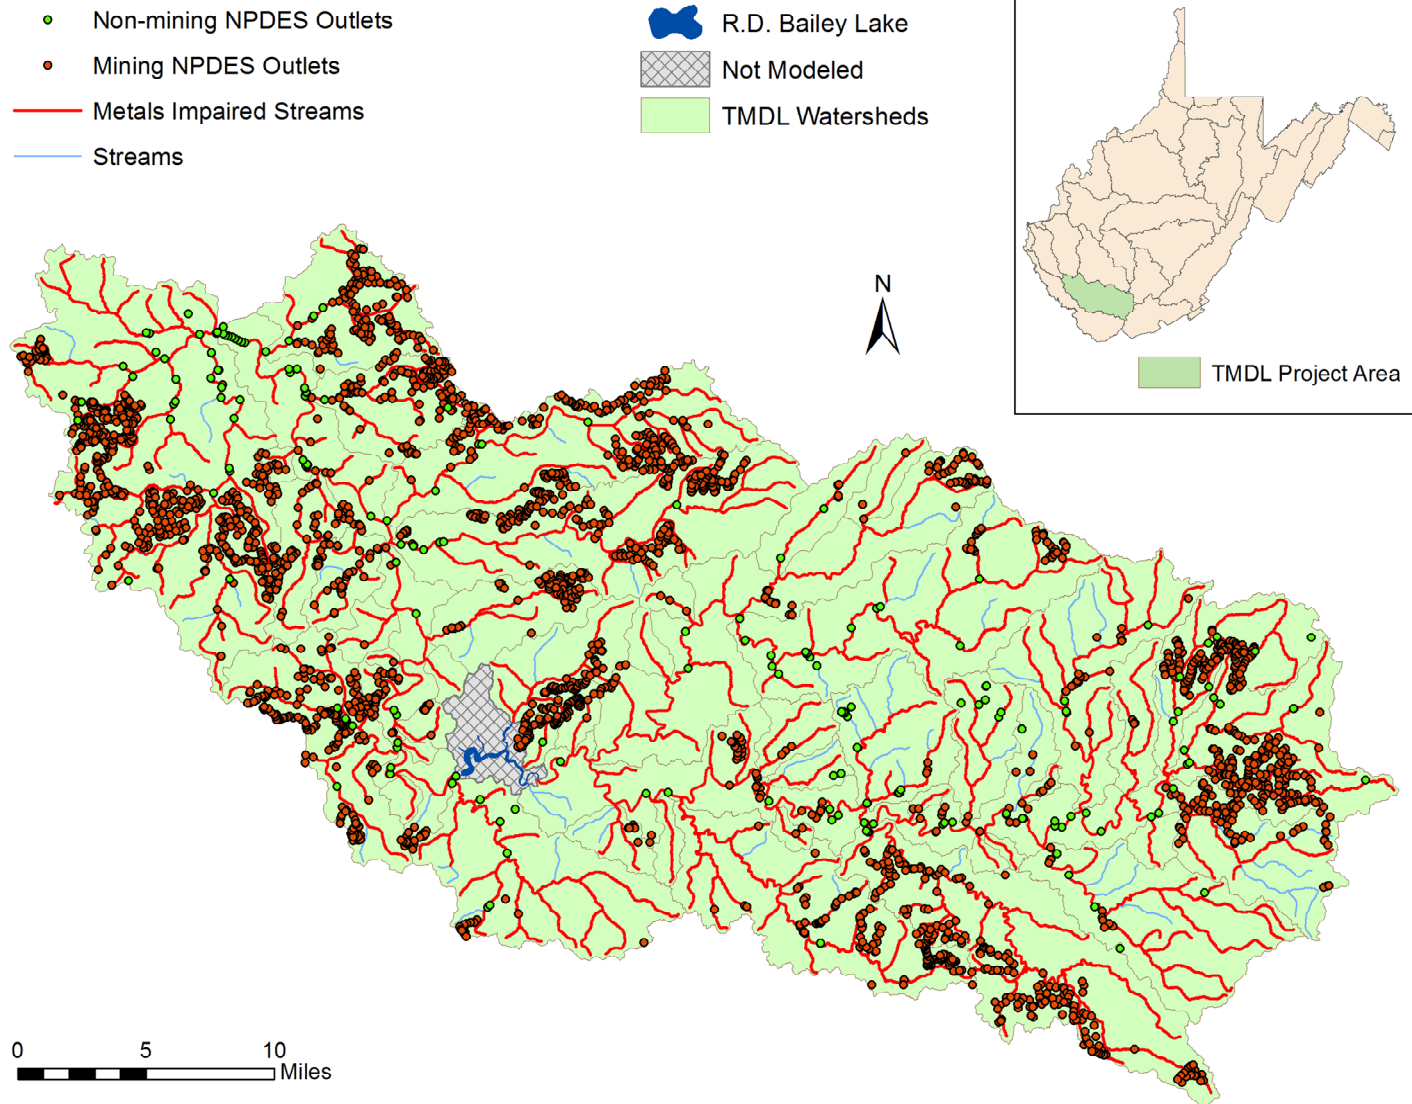 Non-mining NPDES Outlets
Mining NPDES Outlets
Metals Impaired Streams
Streams
R.D. Bailey Lake
Not Modeled
TMDL Watersheds
TMDL Project Area
N
0 5 10
Miles